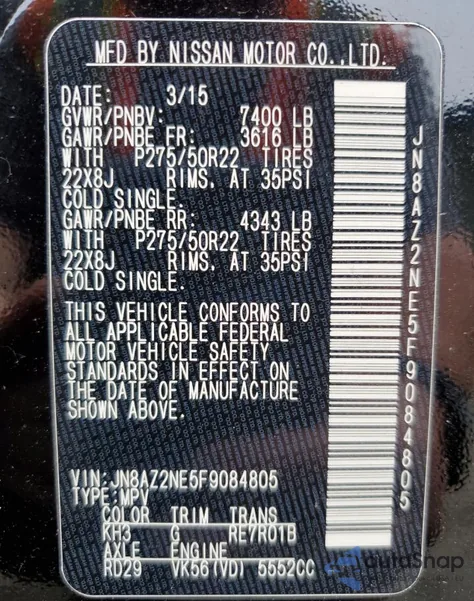 MFD BY NISSAN MOTOR CO.,LTD.
DATE: 3/15
GVWR/PNBV: 7400 LB
GAWR/PNBE FR: 3616 LB
WITH P275/50R22 TIRES
22X8J RIMS. AT 35PSI
COLD SINGLE.
GAWR/PNBE RR: 4343 LB
WITH P275/50R22 TIRES
22X8J RIMS. AT 35PSI
COLD SINGLE.
THIS VEHICLE CONFORMS TO
ALL APPLICABLE FEDERAL
MOTOR VEHICLE SAFETY
STANDARDS IN EFFECT ON
THE DATE OF MANUFACTURE
SHOWN ABOVE.
VIN:JN8AZ2NE5F9084805
TYPE:MPV
COLOR TRIM TRANS
KH3 G RE7R01B
AXLE ENGINE
RD29 VK56(VD) 5552CC
JN8AZ2NE5F9084805
AutoSnap